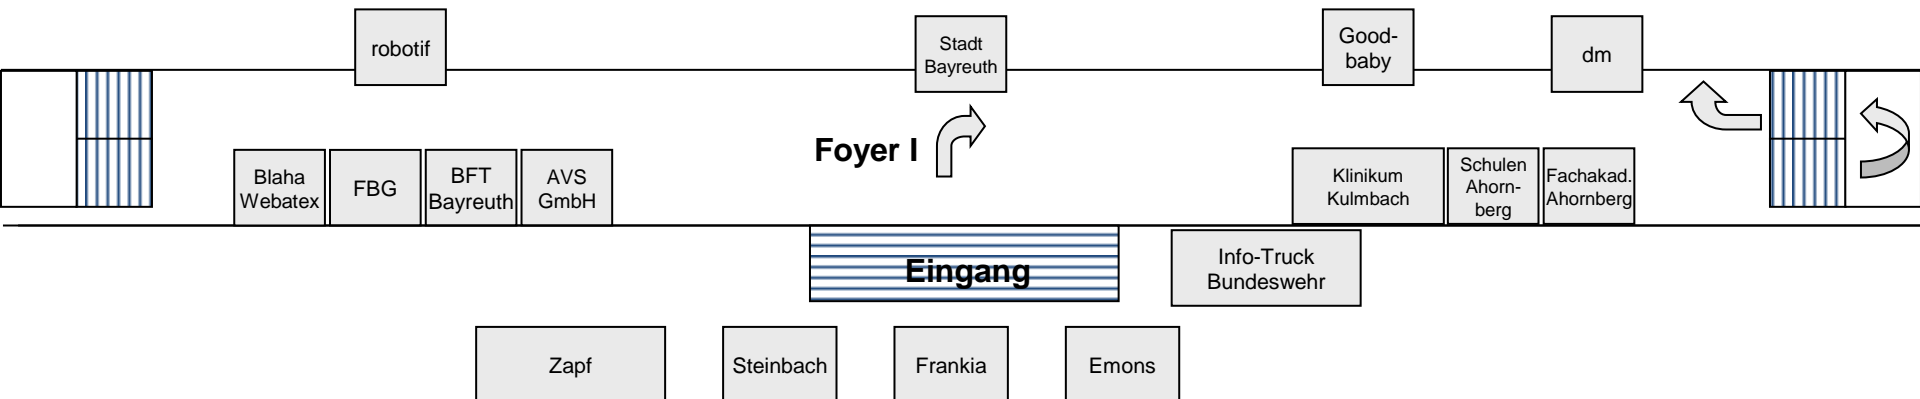 robotif
Stadt
Bayreuth
Good-
baby
dm
Foyer I
Blaha
Webatex
FBG
BFT
Bayreuth
AVS
GmbH
Klinikum
Kulmbach
Schulen
Ahorn-
berg
Fachakad.
Ahornberg
Eingang
Info-Truck
Bundeswehr
Zapf
Steinbach
Frankia
Emons